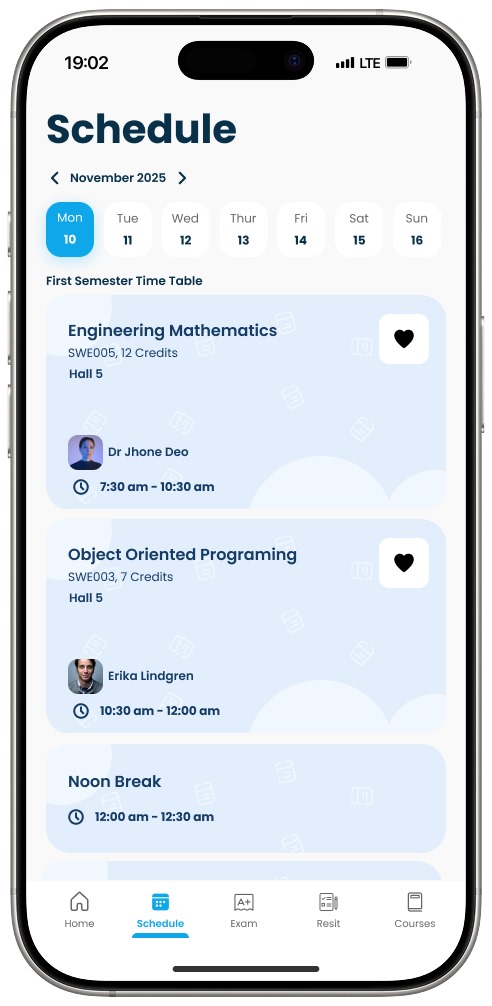 19:02
LTE
Schedule
November 2025
Mon Tue Wed Thur Fri Sat Sun
10 11 12 13 14 15 16
First Semester Time Table
Engineering Mathematics
SWE005, 12 Credits
Hall 5
Dr Jhone Deo
7:30 am - 10:30 am
Object Oriented Programing
SWE003, 7 Credits
Hall 5
Erika Lindgren
10:30 am - 12:00 am
Noon Break
12:00 am - 12:30 am
A+
Home Schedule Exam Resit Courses